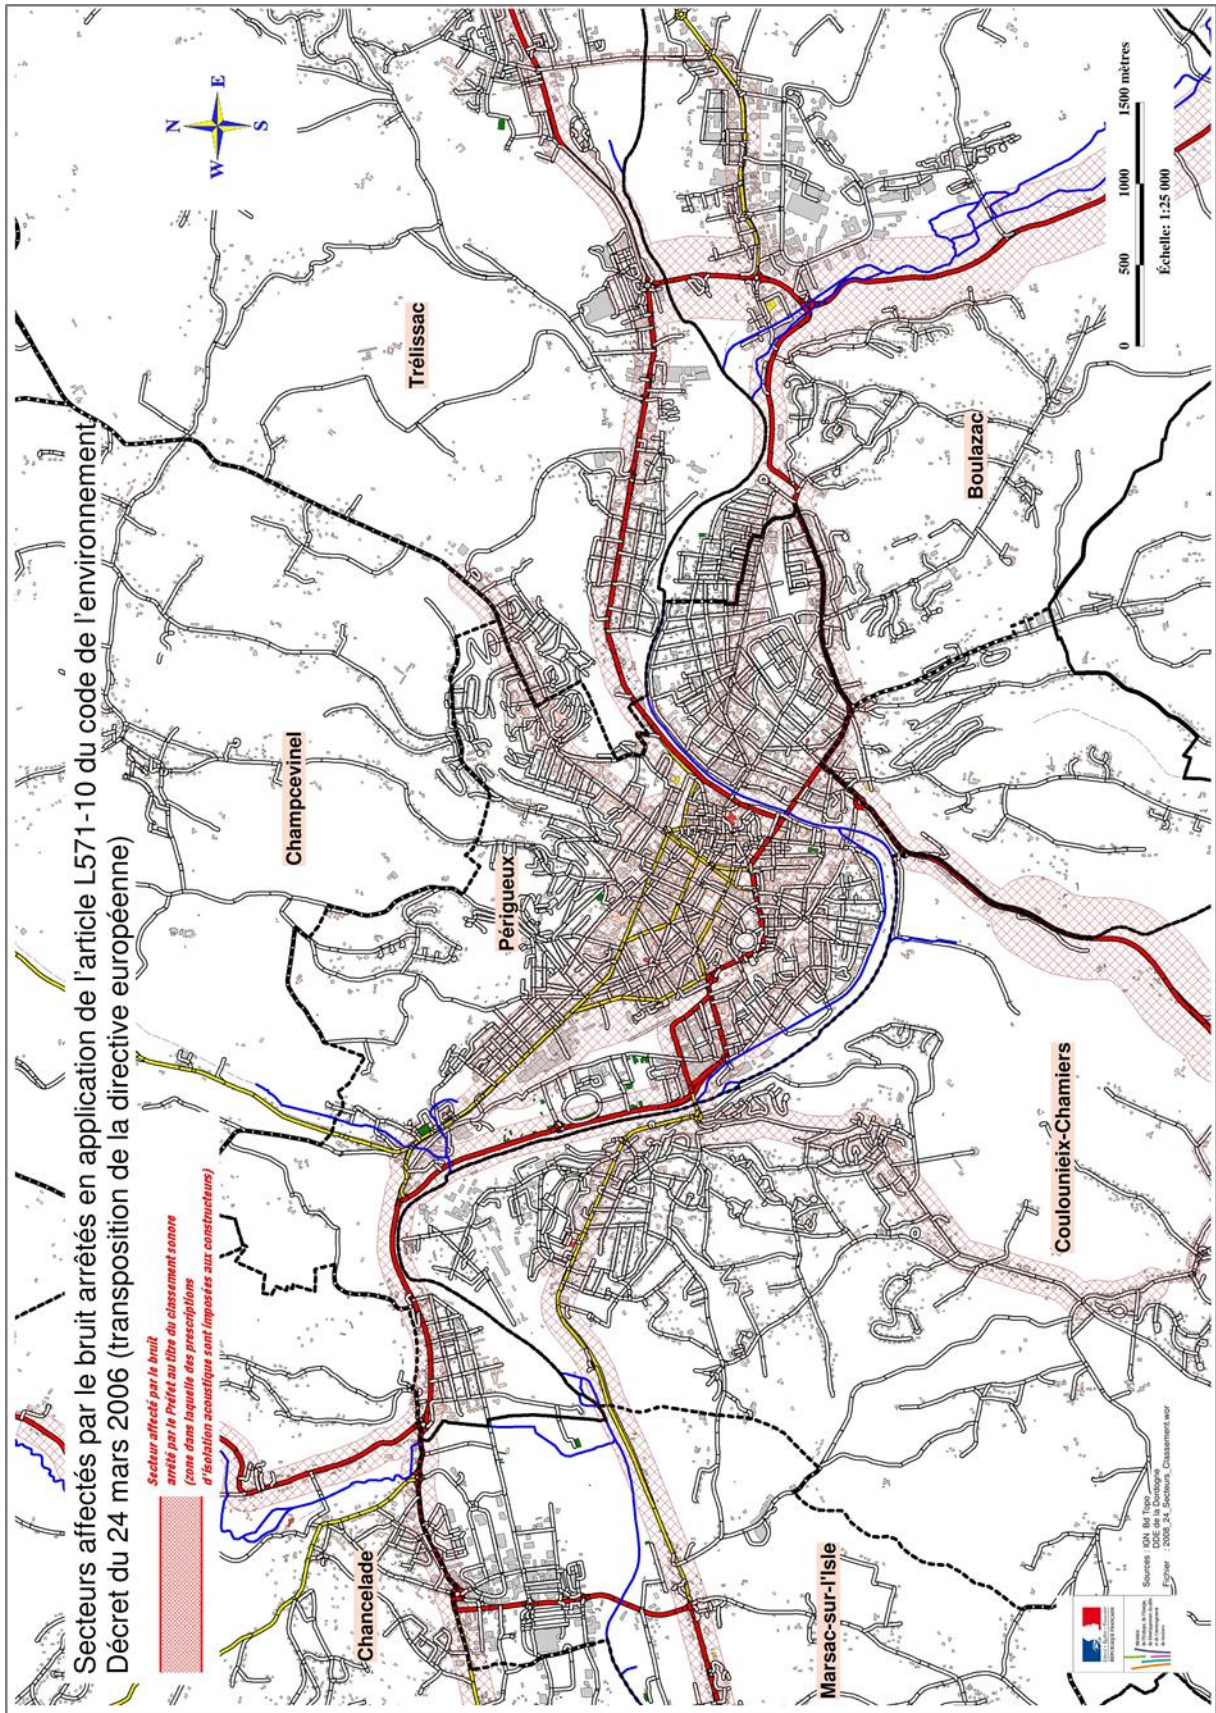 Secteurs affectés par le bruit arrêtés en application de l'article L571-10 du code de l'environnement
Décret du 24 mars 2006 (transposition de la directive européenne)
Secteur affecté par le bruit
arrêté par le Préfet au titre du classement sonore
(zone dans laquelle des prescriptions
d'isolation acoustique sont imposées aux constructeurs)
N
W
E
S
Trélissac
Champcevinel
Périgueux
Chancelade
Boulazac
Coulounieix-Chamiers
Marsac-sur-l'Isle
0 500 1000 1500 mètres
Échelle: 1:25 000
Sources : IGN Bd Topo
DDE de la Dordogne
Fichier : 2008_24_Secteurs_Classement.wor
RÉPUBLIQUE FRANÇAISE